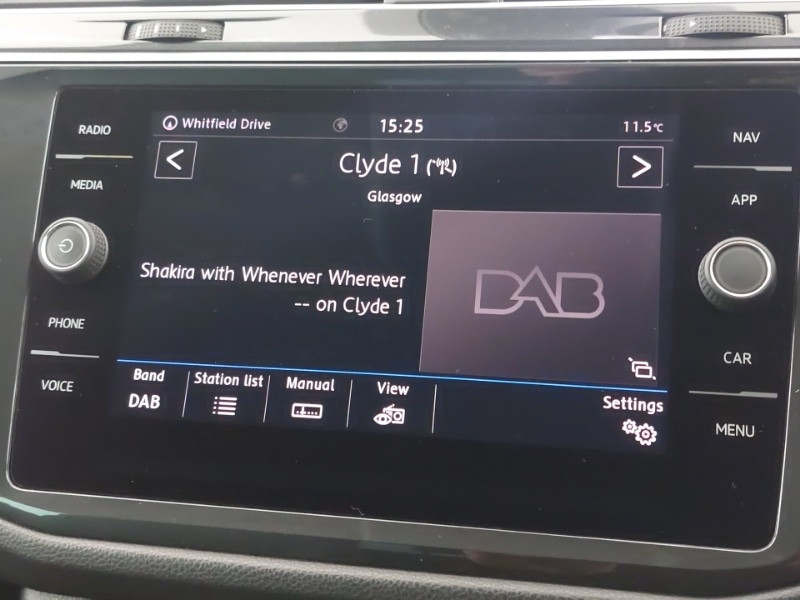 RADIO
MEDIA
PHONE
VOICE
Whitfield Drive
15:25
11.5°C
<
Clyde 1
>
Glasgow
Shakira with Whenever Wherever
-- on Clyde 1
DAB
Band
DAB
Station list
Manual
View
Settings
NAV
APP
CAR
MENU